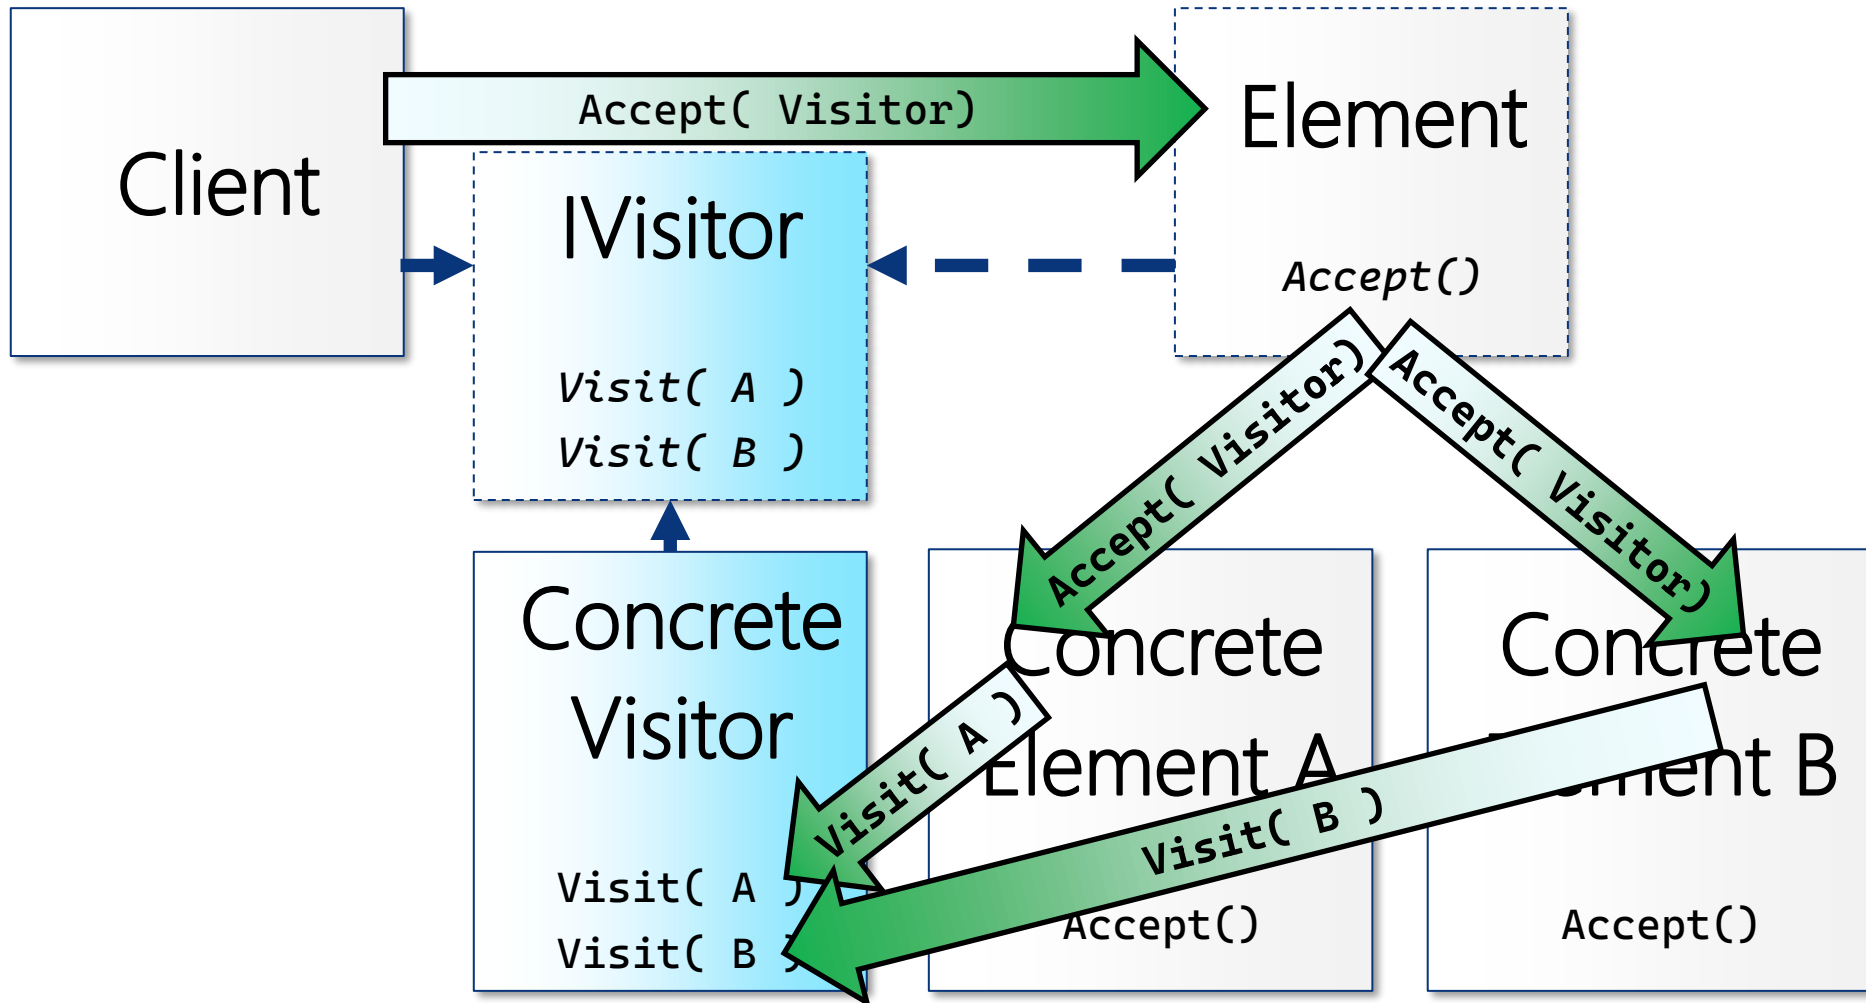 Client
Accept( Visitor)
Element
Accept()
IVisitor
Visit( A )
Visit( B )
Accept( Visitor)
Accept( Visitor)
Concrete
Visitor
Visit( A )
Visit( B )
Concrete
Element A
Accept()
Concrete
B
Accept()
Visit( A )
Visit( B )